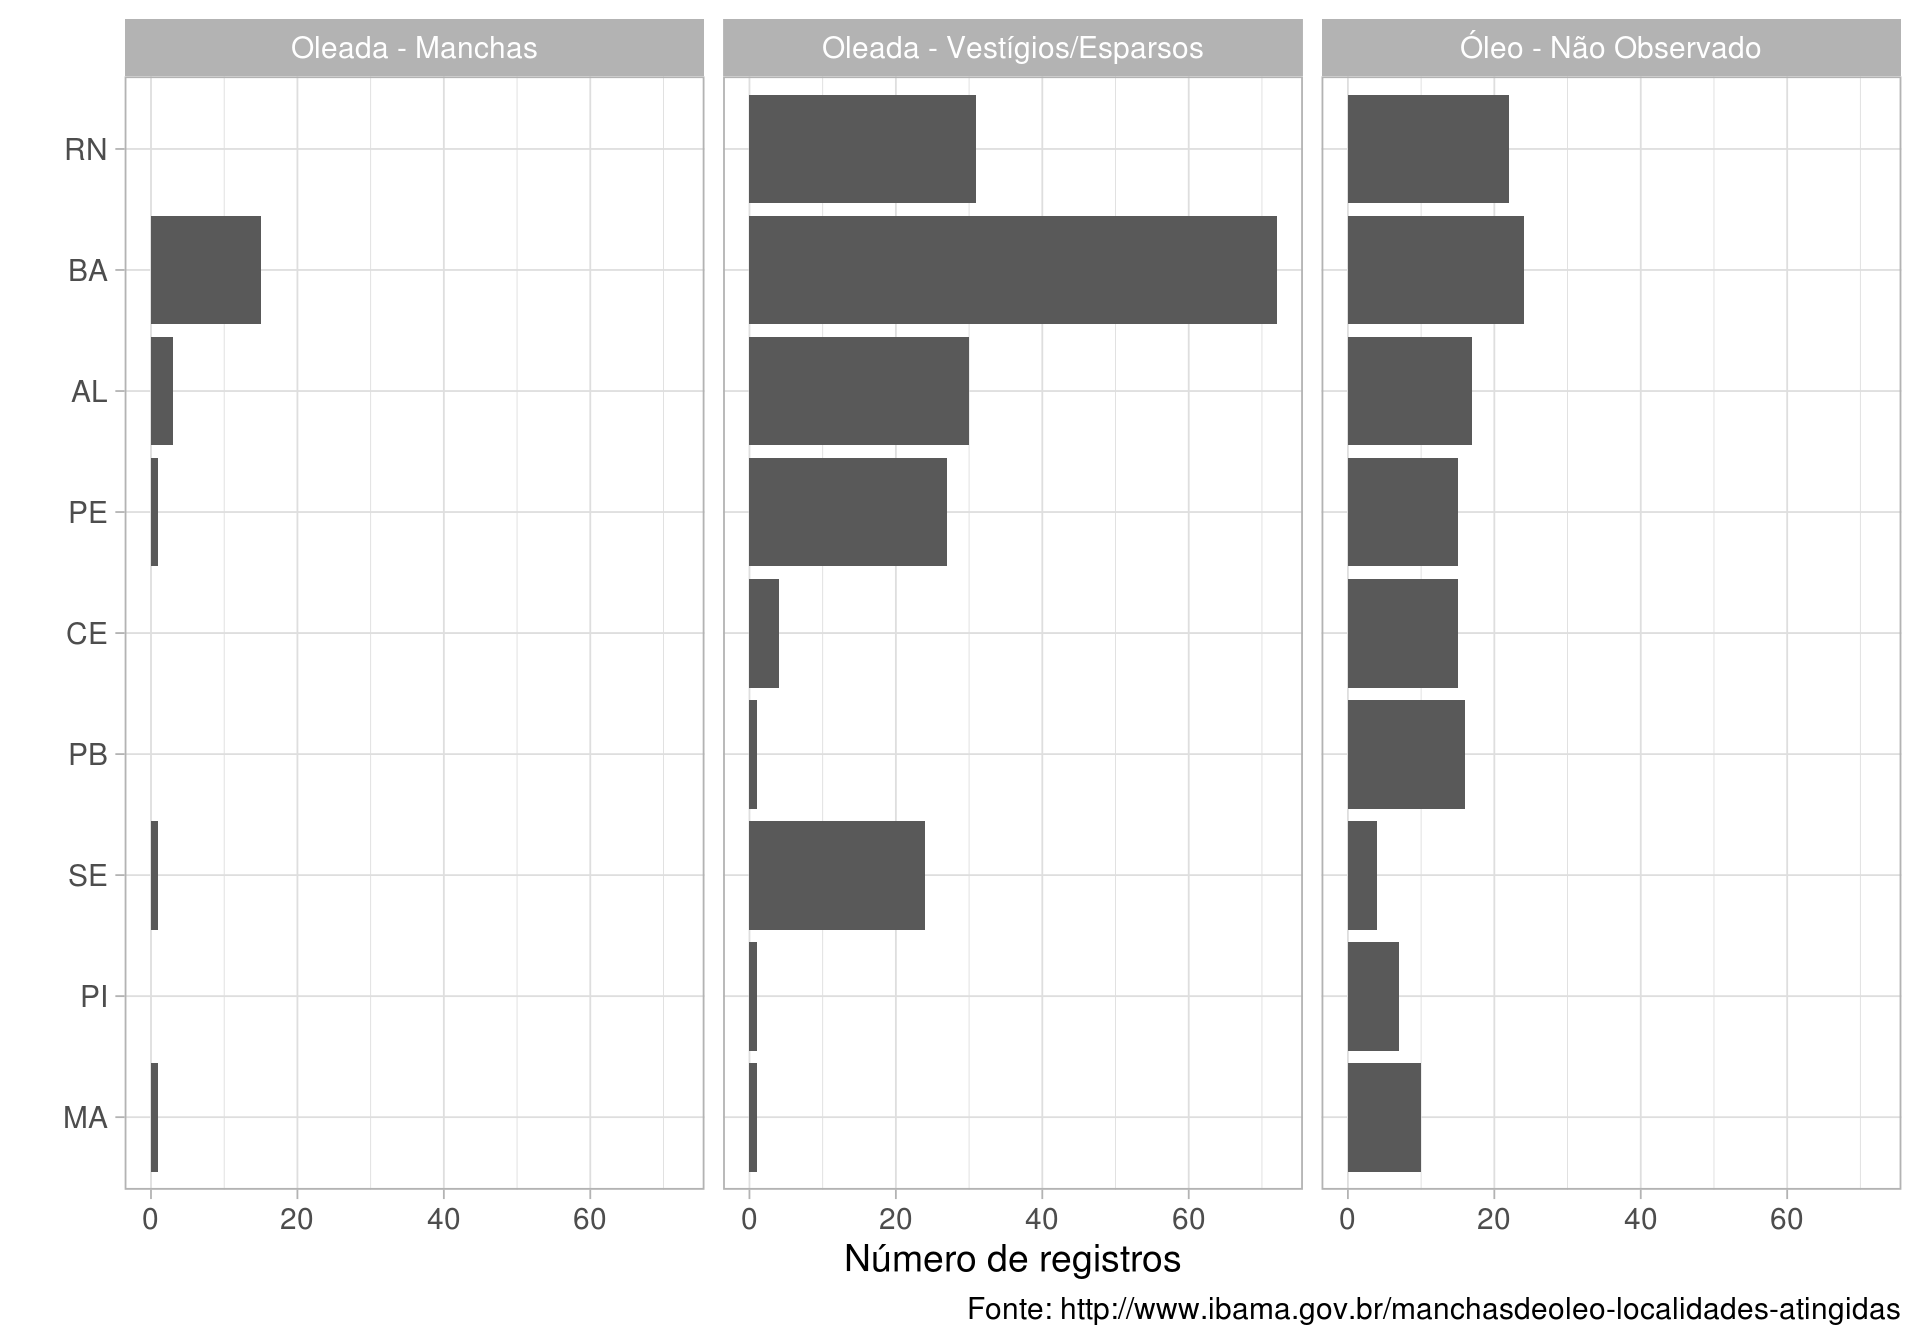 Oleada - Manchas
Oleada - Vestígios/Esparsos
Óleo - Não Observado
RN
BA
AL
PE
CE
PB
SE
PI
MA
0 20 40 60
0 20 40 60
0 20 40 60
Número de registros
Fonte: http://www.ibama.gov.br/manchasdeoleo-localidades-atingidas